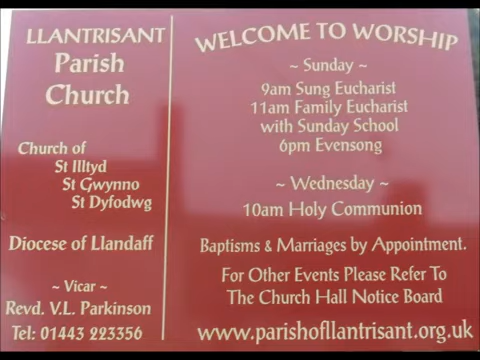 LLANTRISANT
Parish
Church
Church of
St Illtyd
St Gwynno
St Dyfodwg
Diocese of Llandaff
~ Vicar ~
Revd. V.L. Parkinson
Tel: 01443 223356
WELCOME TO WORSHIP
~ Sunday ~
9am Sung Eucharist
11am Family Eucharist
with Sunday School
6pm Evensong
~ Wednesday ~
10am Holy Communion
Baptisms & Marriages by Appointment.
For Other Events Please Refer To
The Church Hall Notice Board
www.parishofllantrisant.org.uk